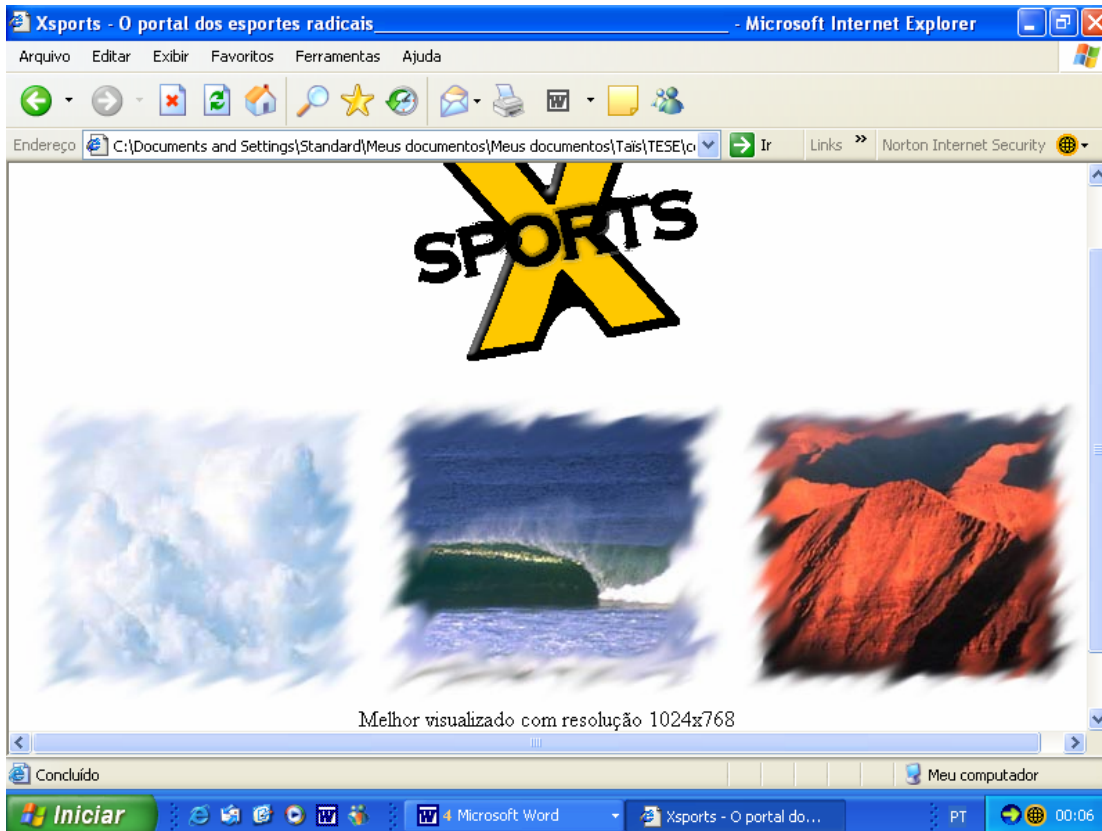 Xsports - O portal dos esportes radicais_______________________________________ - Microsoft Internet Explorer
Arquivo Editar Exibir Favoritos Ferramentas Ajuda
Endereço C:\Documents and Settings\Standard\Meus documentos\Meus documentos\Taïs\TESE\ Ir Links » Norton Internet Security
X
SPORTS
Melhor visualizado com resolução 1024x768
Concluído Meu computador
Iniciar 4 Microsoft Word Xsports - O portal do... PT 00:06